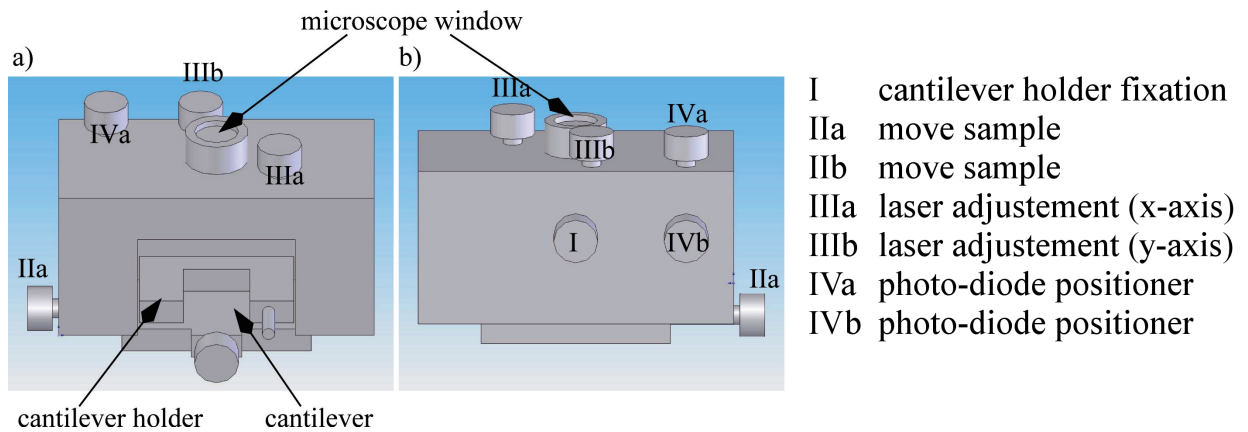 microscope window
a)
IIIb
IVa
IIIa
IIa
cantilever holder
cantilever
b)
IIIa
IVa
IIIb
I
IVb
IIa
I cantilever holder fixation
IIa move sample
IIb move sample
IIIa laser adjustement (x-axis)
IIIb laser adjustement (y-axis)
IVa photo-diode positioner
IVb photo-diode positioner